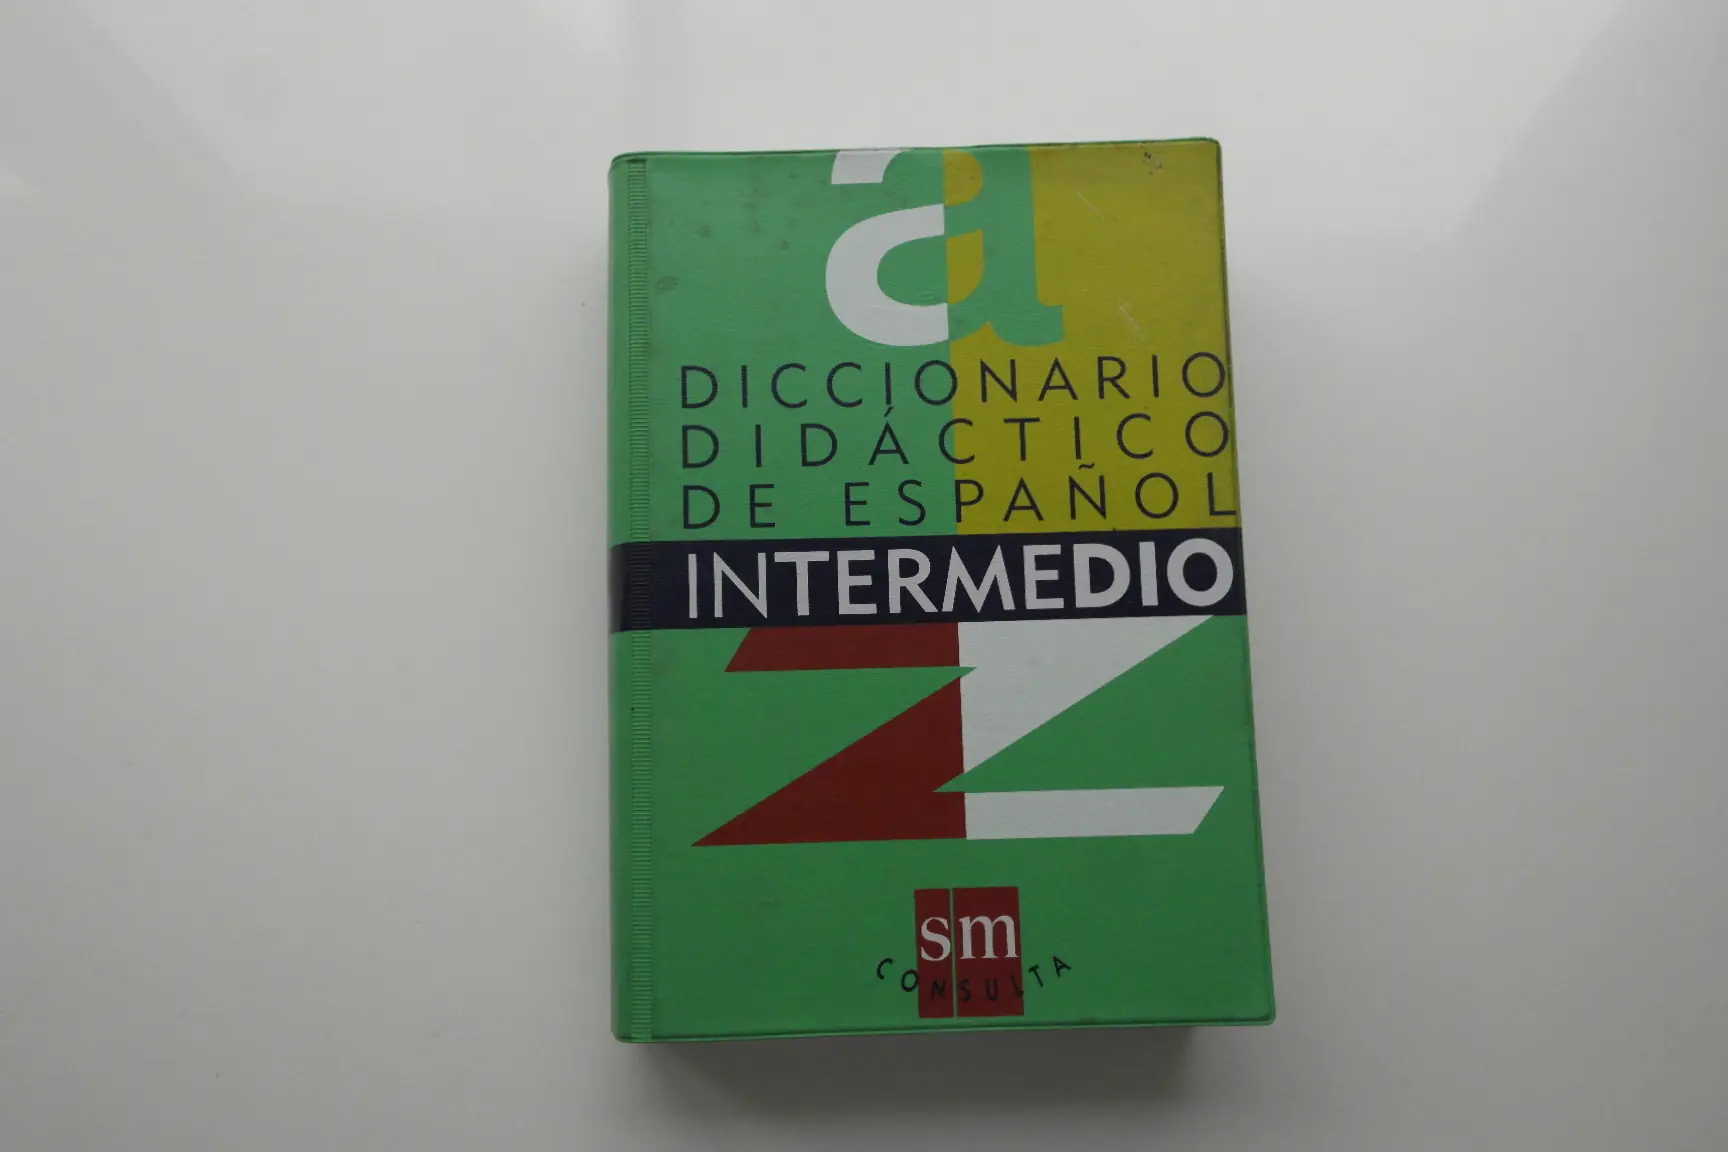 a
DICCIONARIO
DIDÁCTICO
DE ESPAÑOL
INTERMEDIO
Z
sm
CONSULTA